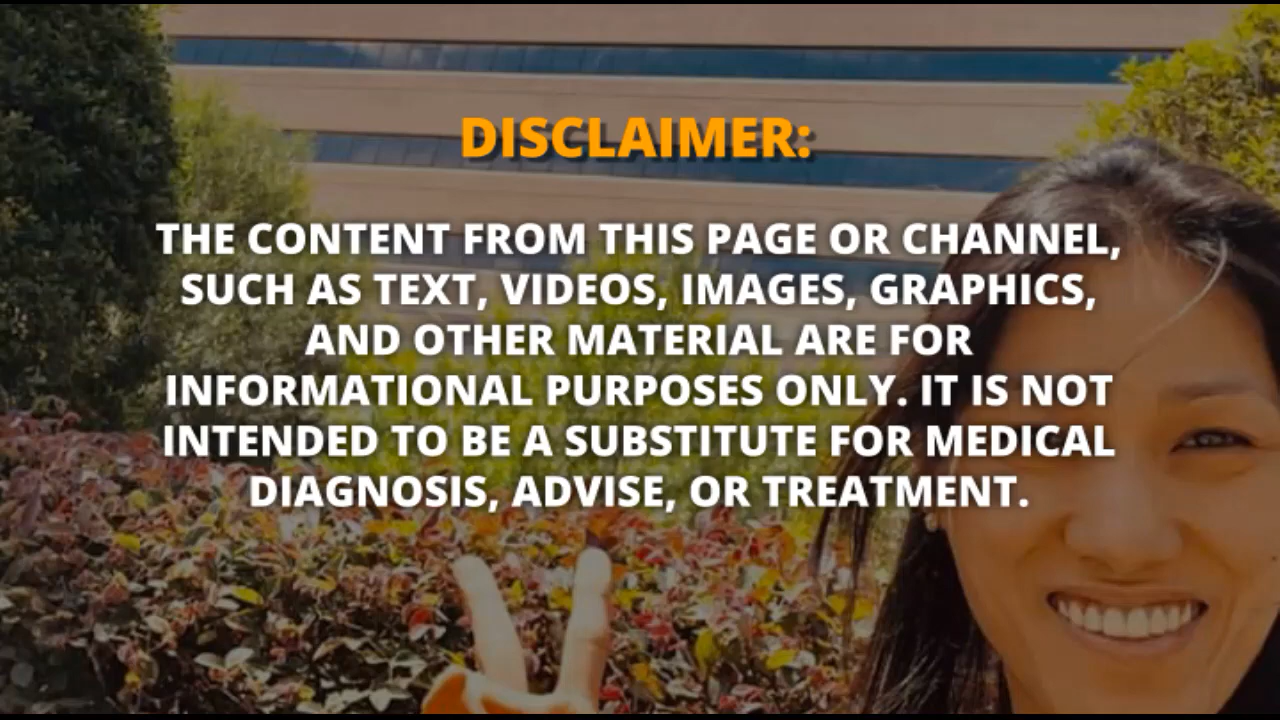 DISCLAIMER:
THE CONTENT FROM THIS PAGE OR CHANNEL,
SUCH AS TEXT, VIDEOS, IMAGES, GRAPHICS,
AND OTHER MATERIAL ARE FOR
INFORMATIONAL PURPOSES ONLY. IT IS NOT
INTENDED TO BE A SUBSTITUTE FOR MEDICAL
DIAGNOSIS, ADVISE, OR TREATMENT.